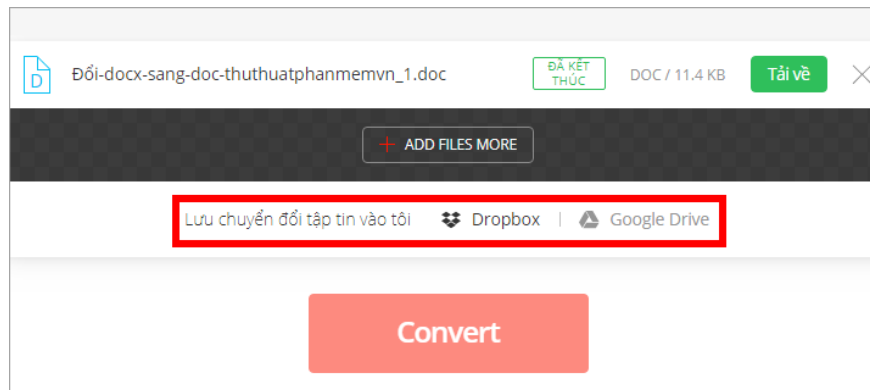 D
Đổi-docx-sang-doc-thuthuatphanmemvn_1.doc
ĐÃ KẾT
THÚC
DOC / 11.4 KB
Tải về
ADD FILES MORE
Lưu chuyển đổi tập tin vào tôi Dropbox | Google Drive
Convert